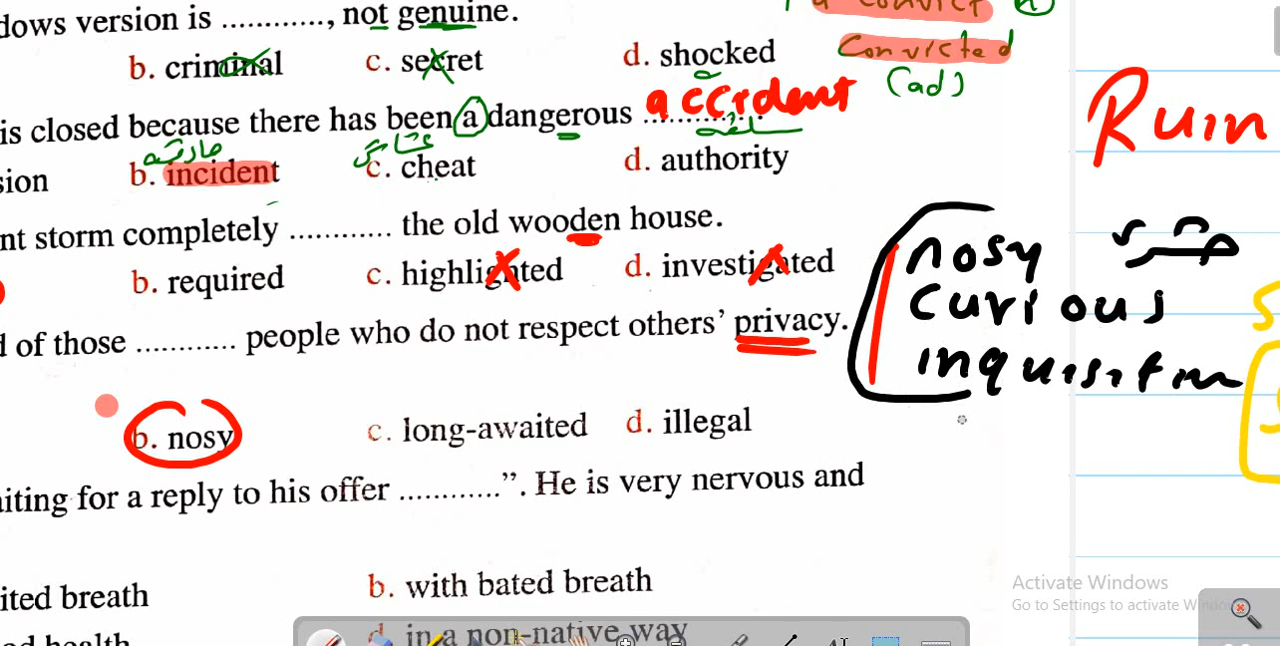 dows version is ............, not genuine.
a convict n
b. criminal c. secret d. shocked
convicted
(ad)
is closed because there has been a dangerous ............ accident
Ruin
حادثه
sion b. incident c. cheat d. authority
nt storm completely ............ the old wooden house.
b. required c. highlighted d. investigated
nosy
curious
of those ............ people who do not respect others' privacy.
b. nosy c. long-awaited d. illegal
iting for a reply to his offer ............". He is very nervous and
ited breath b. with bated breath
d. in a non-native way
Activate Windows
Go to Settings to activate Windows